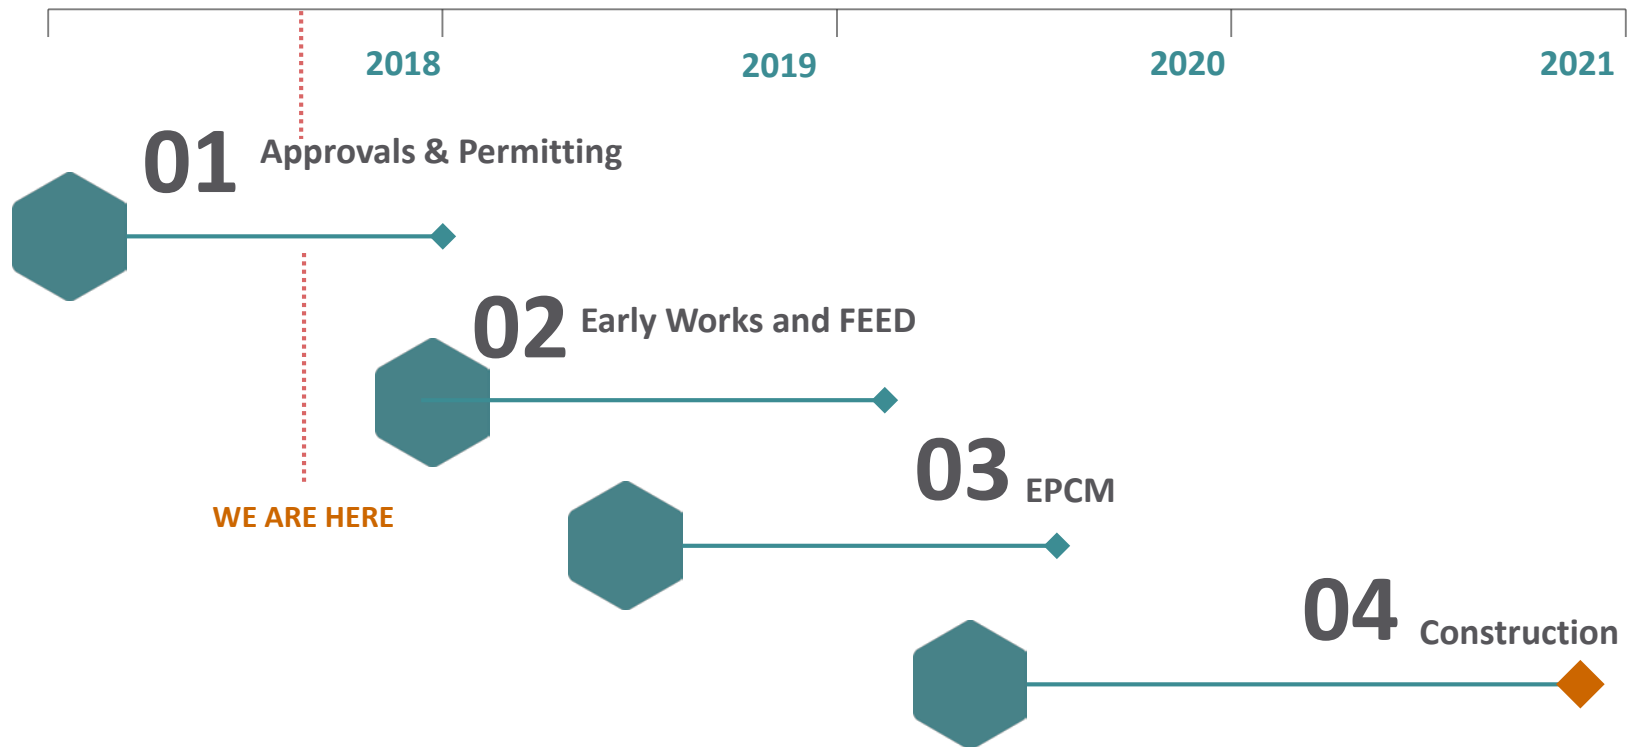 2018
2019
2020
2021
01 Approvals & Permitting
02 Early Works and FEED
03 EPCM
WE ARE HERE
04 Construction